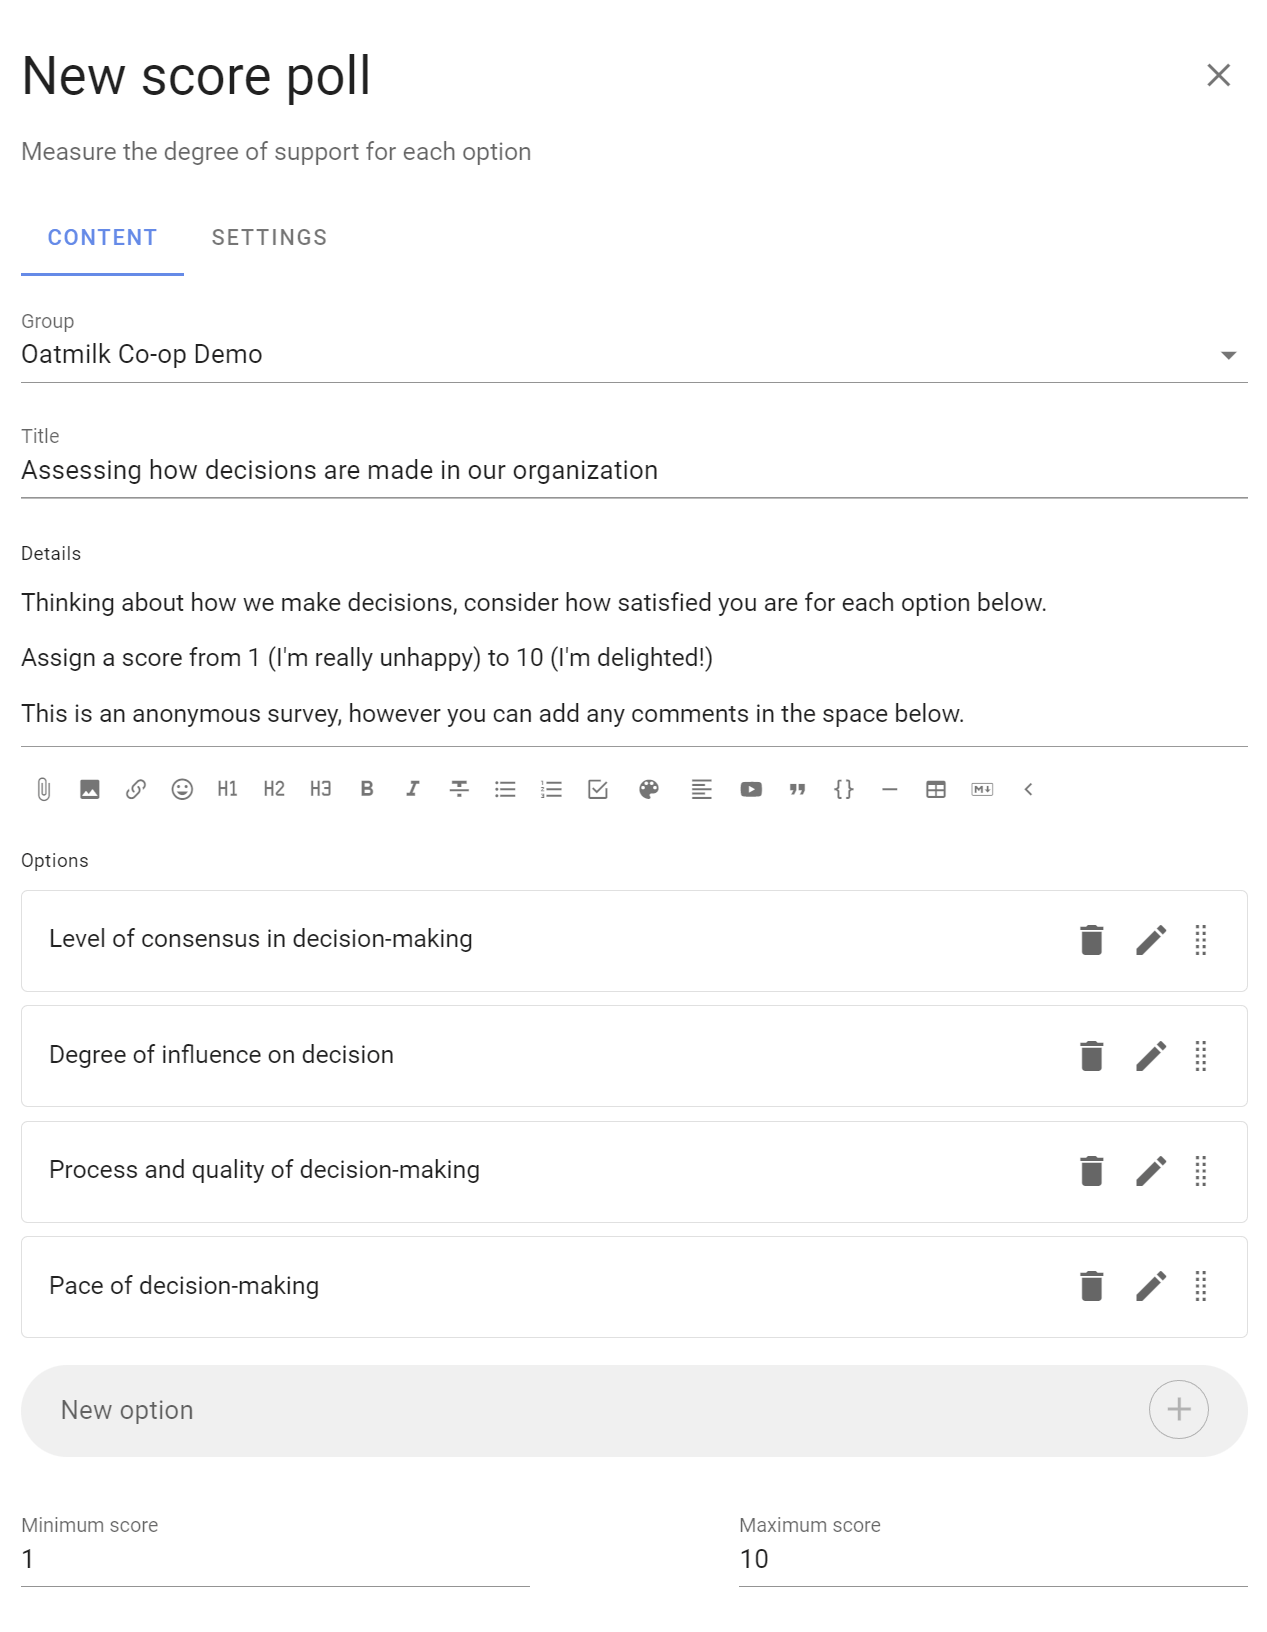 New score poll
Measure the degree of support for each option
CONTENT SETTINGS
Group
Oatmilk Co-op Demo
Title
Assessing how decisions are made in our organization
Details
Thinking about how we make decisions, consider how satisfied you are for each option below.
Assign a score from 1 (I'm really unhappy) to 10 (I'm delighted!)
This is an anonymous survey, however you can add any comments in the space below.
H1 H2 H3 B I T 1 2 3 {} M↓
Options
Level of consensus in decision-making
Degree of influence on decision
Process and quality of decision-making
Pace of decision-making
New option
Minimum score Maximum score
1 10